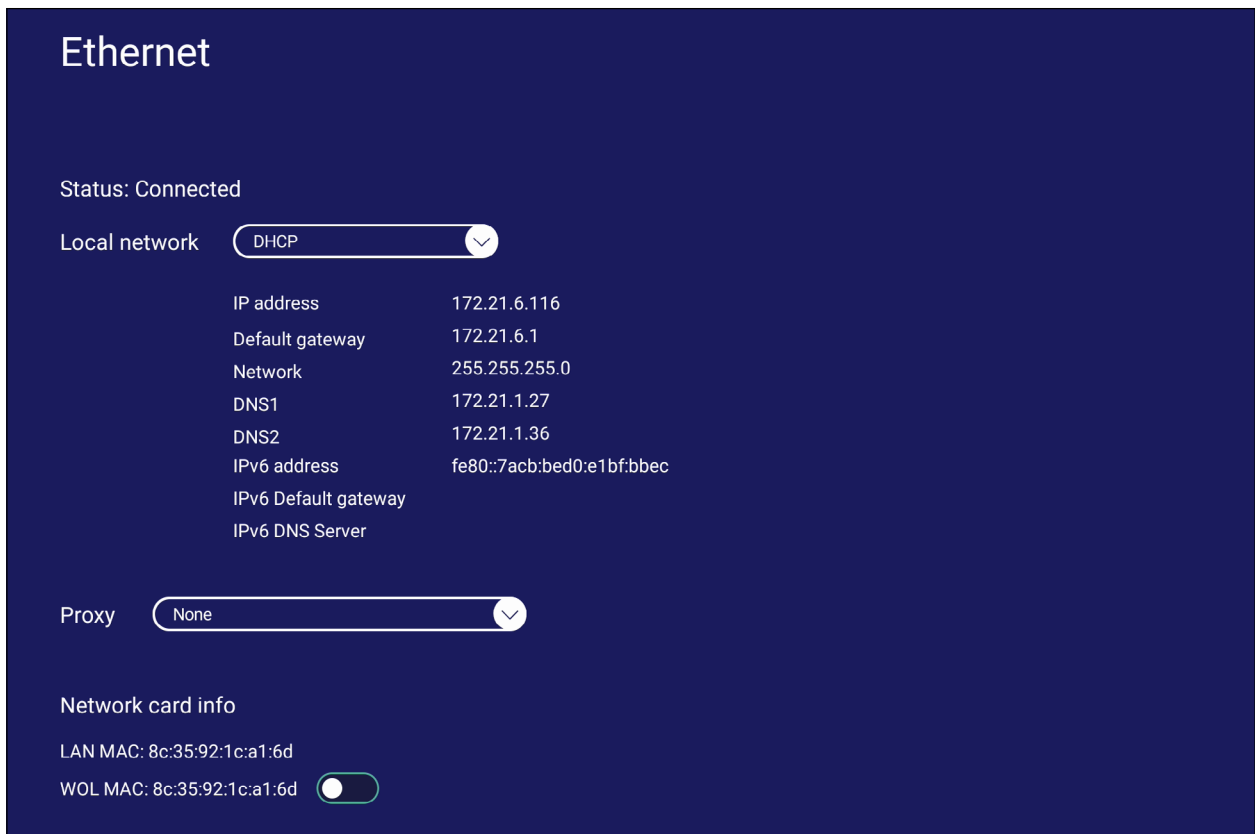 Ethernet
Status: Connected
Local network DHCP
IP address 172.21.6.116
Default gateway 172.21.6.1
Network 255.255.255.0
DNS1 172.21.1.27
DNS2 172.21.1.36
IPv6 address fe80::7acb:bed0:e1bf:bbec
IPv6 Default gateway
IPv6 DNS Server
Proxy None
Network card info
LAN MAC: 8c:35:92:1c:a1:6d
WOL MAC: 8c:35:92:1c:a1:6d